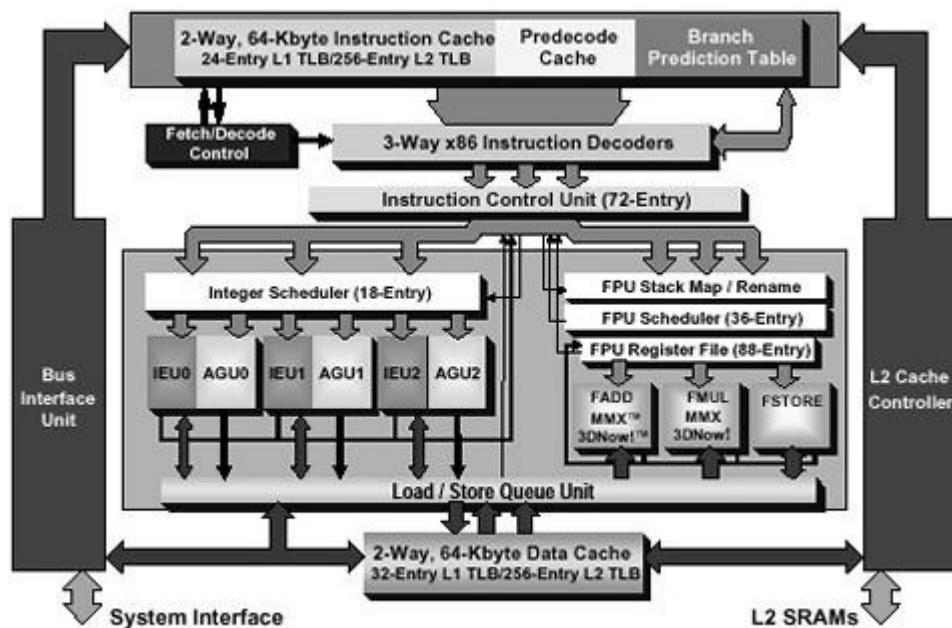 2-Way, 64-Kbyte Instruction Cache
24-Entry L1 TLB/256-Entry L2 TLB
Predecode
Cache
Branch
Prediction Table
Fetch/Decode
Control
3-Way x86 Instruction Decoders
Instruction Control Unit (72-Entry)
Bus
Interface
Unit
L2 Cache
Controller
Integer Scheduler (18-Entry)
FPU Stack Map / Rename
FPU Scheduler (36-Entry)
FPU Register File (88-Entry)
IEU0
AGU0
IEU1
AGU1
IEU2
AGU2
FADD
MMX™
3DNow!™
FMUL
MMX
3DNow!
FSTORE
Load / Store Queue Unit
2-Way, 64-Kbyte Data Cache
32-Entry L1 TLB/256-Entry L2 TLB
System Interface
L2 SRAMs